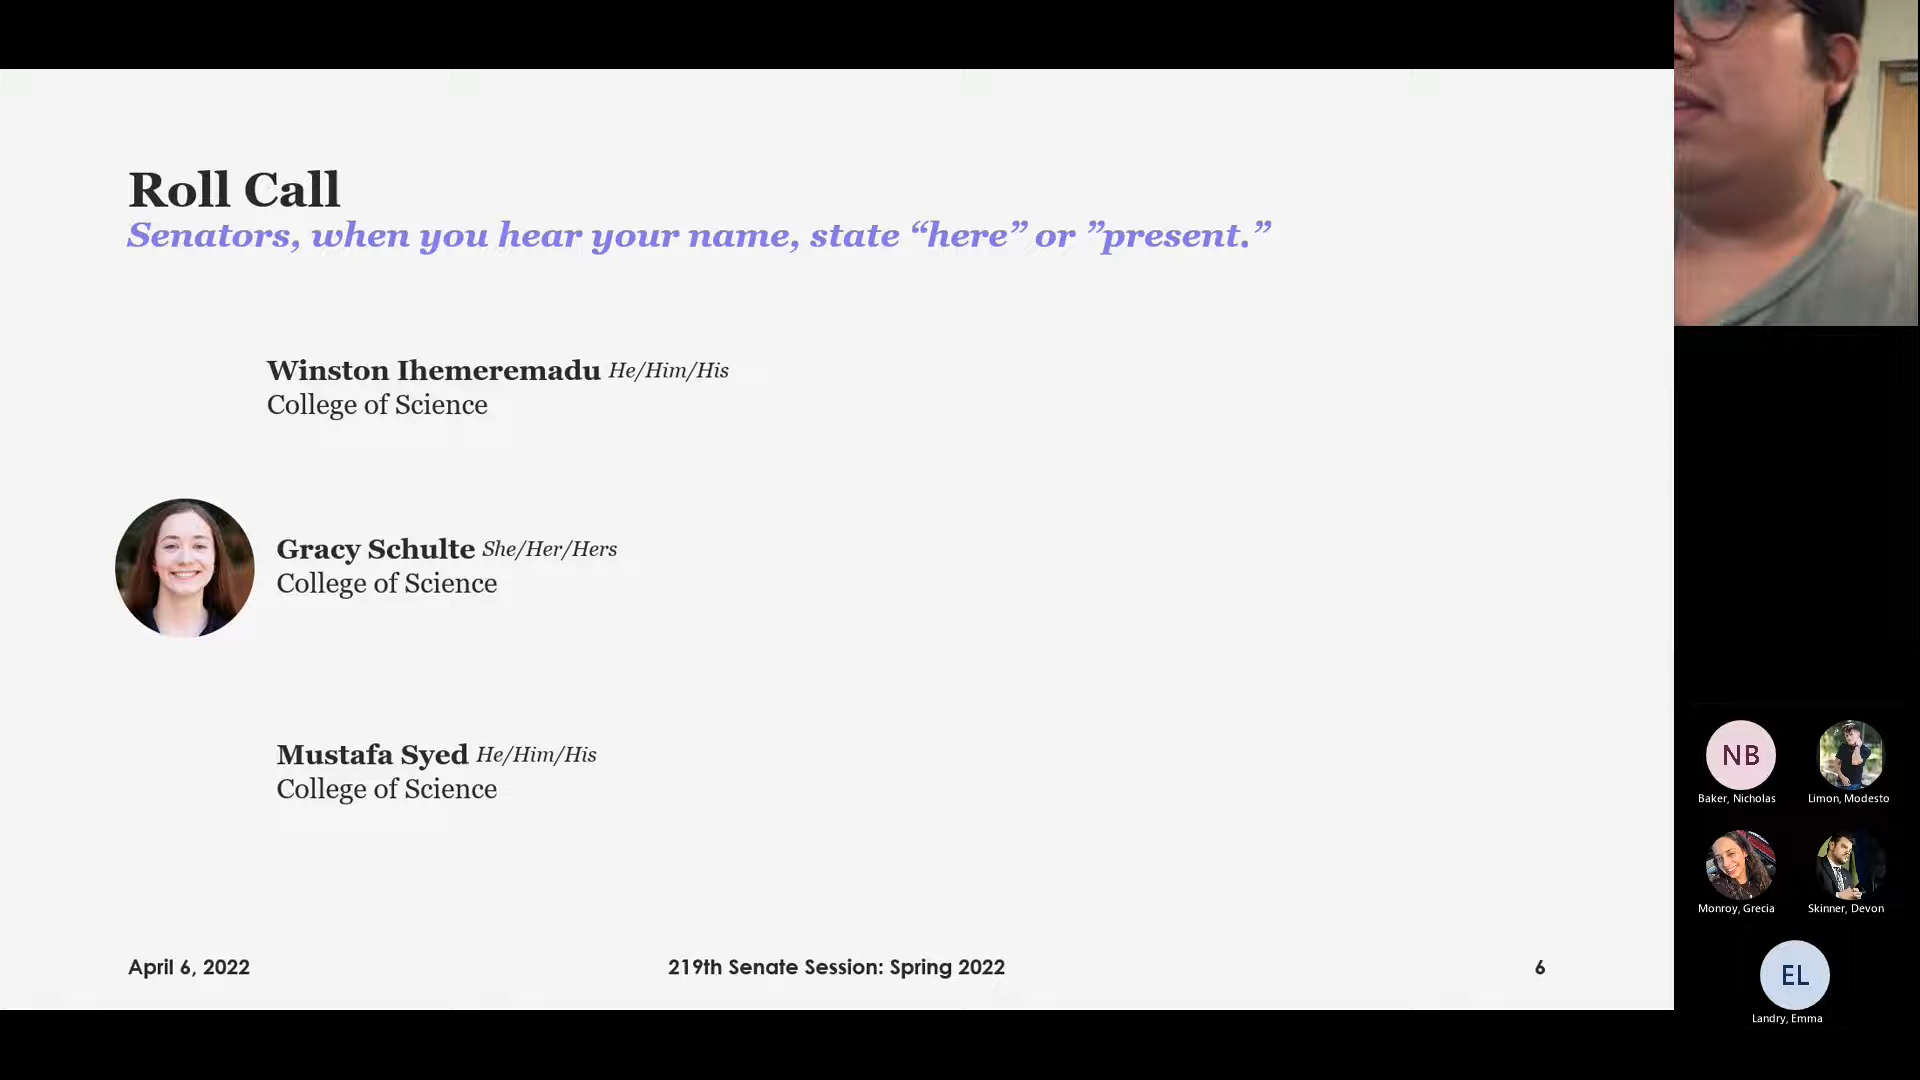 Roll Call
Senators, when you hear your name, state “here” or ”present.”
Winston Ihemeremadu He/Him/His
College of Science
Gracy Schulte She/Her/Hers
College of Science
Mustafa Syed He/Him/His
College of Science
April 6, 2022 219th Senate Session: Spring 2022 6
NB
Baker, Nicholas Limon, Modesto
Monroy, Grecia Skinner, Devon
EL
Landry, Emma